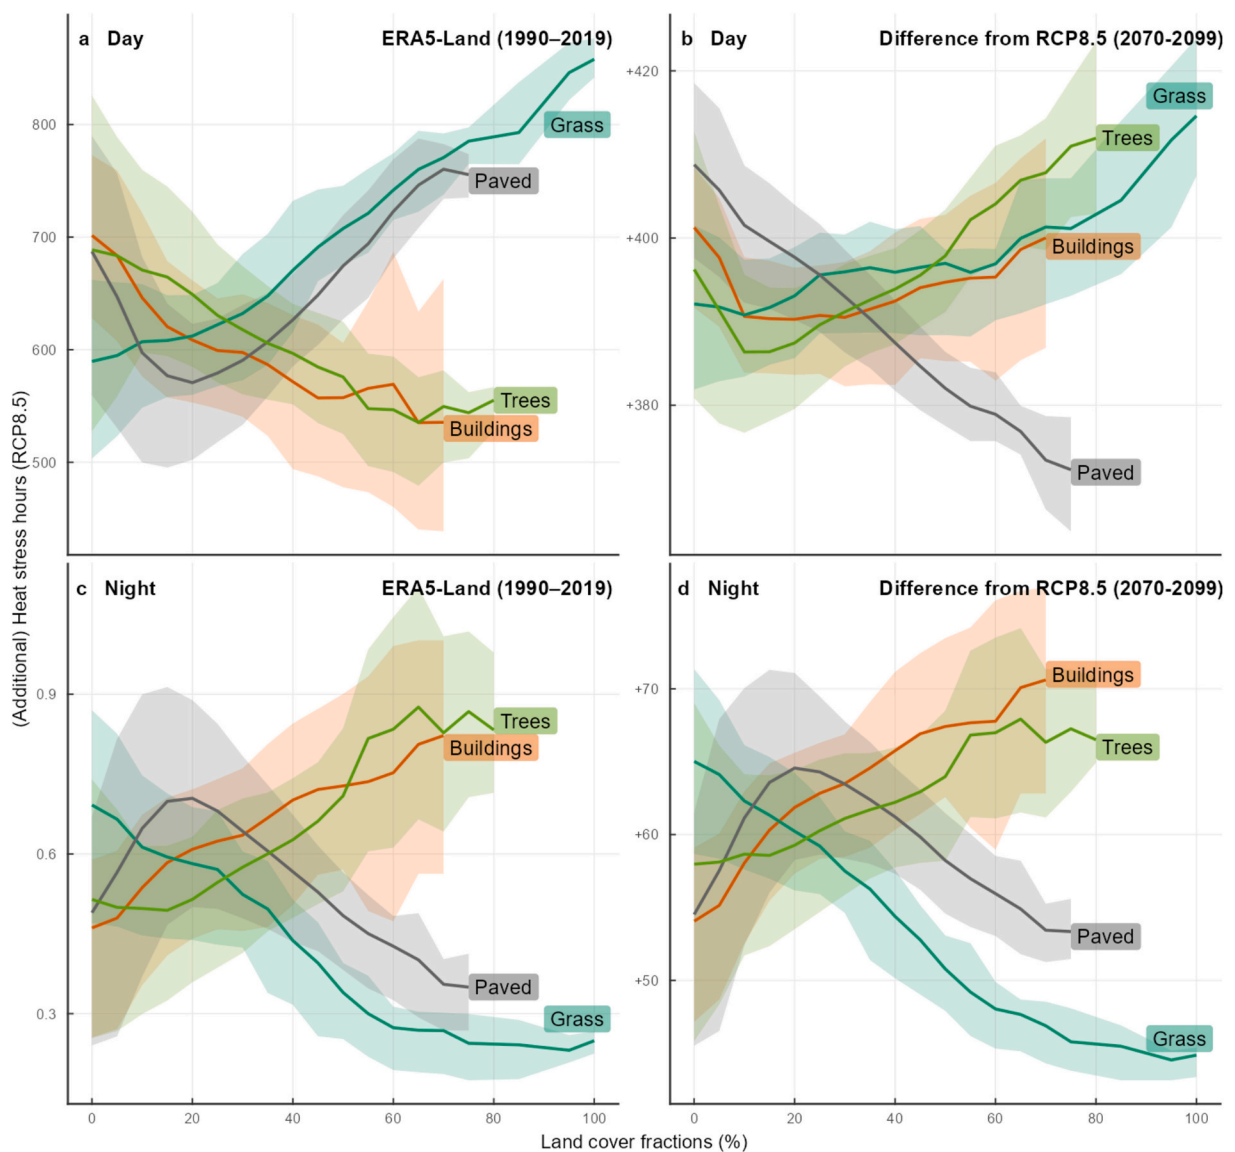 a Day ERA5-Land (1990–2019)
b Day Difference from RCP8.5 (2070-2099)
800
700
600
500
Grass
Paved
Trees
Buildings
+420
+400
+380
Grass
Trees
Buildings
Paved
(Additional) Heat stress hours (RCP8.5)
c Night ERA5-Land (1990–2019)
d Night Difference from RCP8.5 (2070-2099)
0.9
0.6
0.3
Trees
Buildings
Paved
Grass
+70
+60
+50
Buildings
Trees
Paved
Grass
0 20 40 60 80 100
0 20 40 60 80 100
Land cover fractions (%)